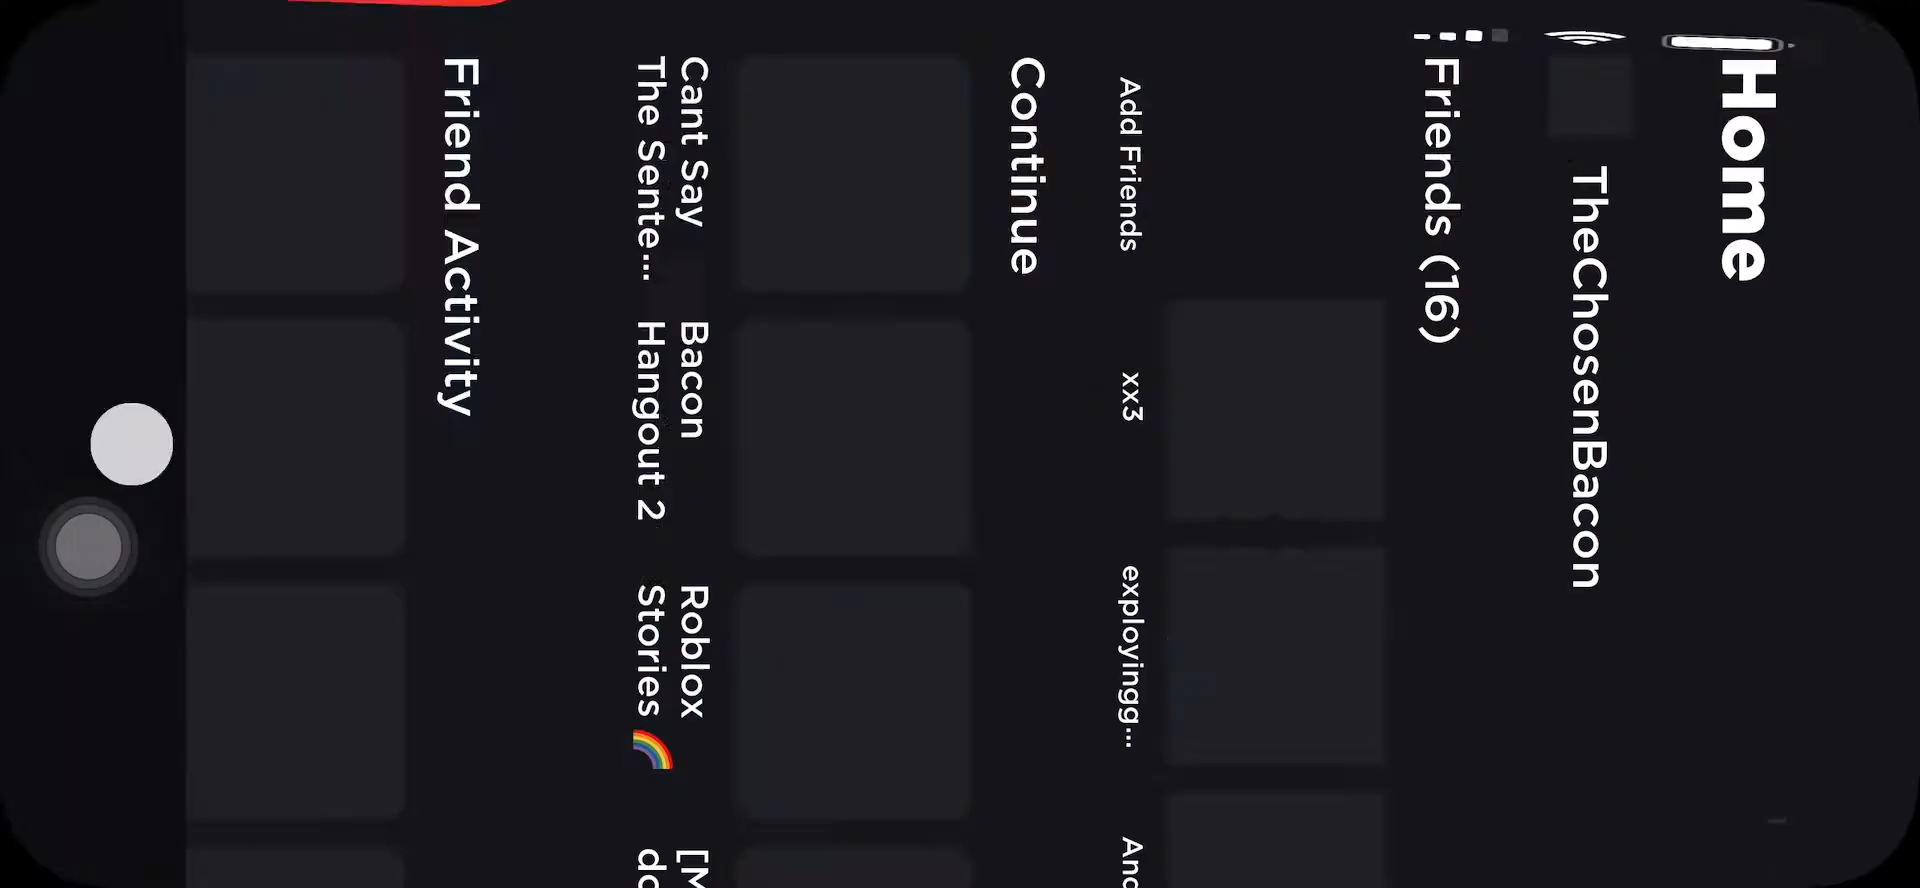 Home
TheChosenBacon
Friends (16)
Add Friends
xx3
exployingg...
Continue
Cant Say
The Sente...
Bacon
Hangout 2
Roblox
Stories 🌈
Friend Activity